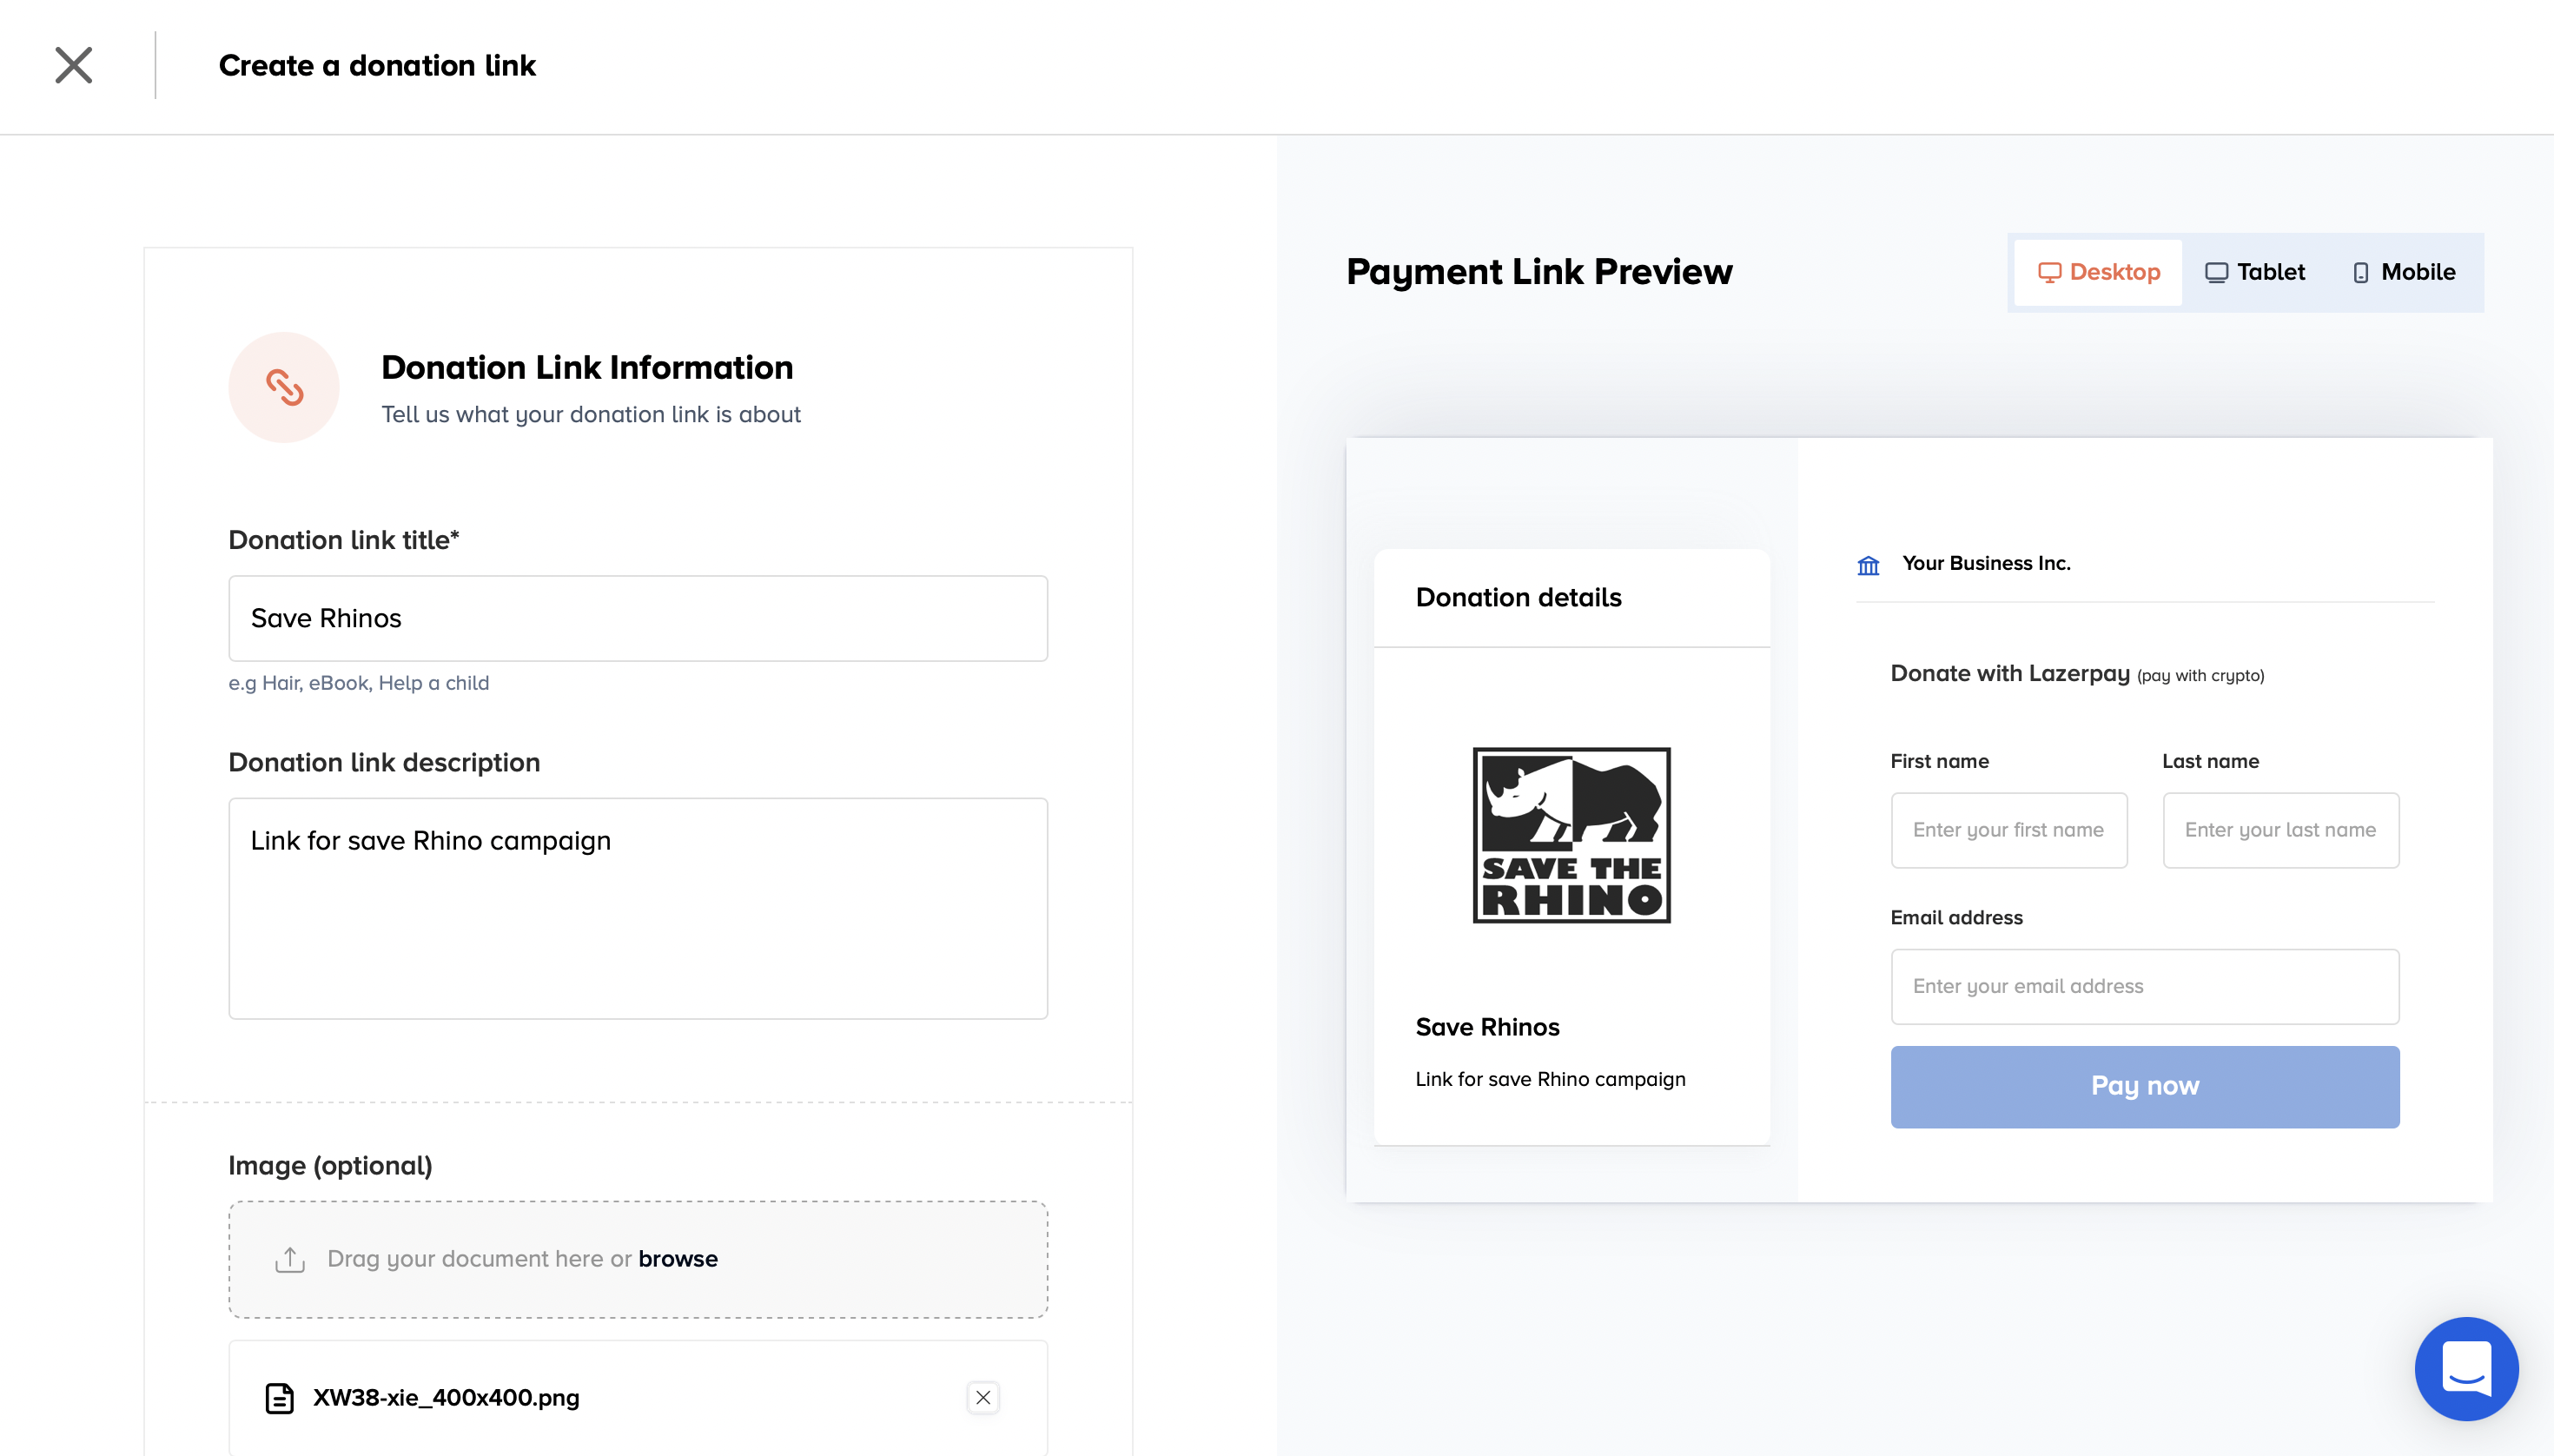 Create a donation link
Donation Link Information
Tell us what your donation link is about
Donation link title*
Save Rhinos
e.g Hair, eBook, Help a child
Donation link description
Link for save Rhino campaign
Image (optional)
Drag your document here or browse
XW38-xie_400x400.png
Payment Link Preview
Desktop
Tablet
Mobile
Donation details
SAVE THE
RHINO
Save Rhinos
Link for save Rhino campaign
Your Business Inc.
Donate with Lazerpay (pay with crypto)
First name
Last name
Enter your first name
Enter your last name
Email address
Enter your email address
Pay now